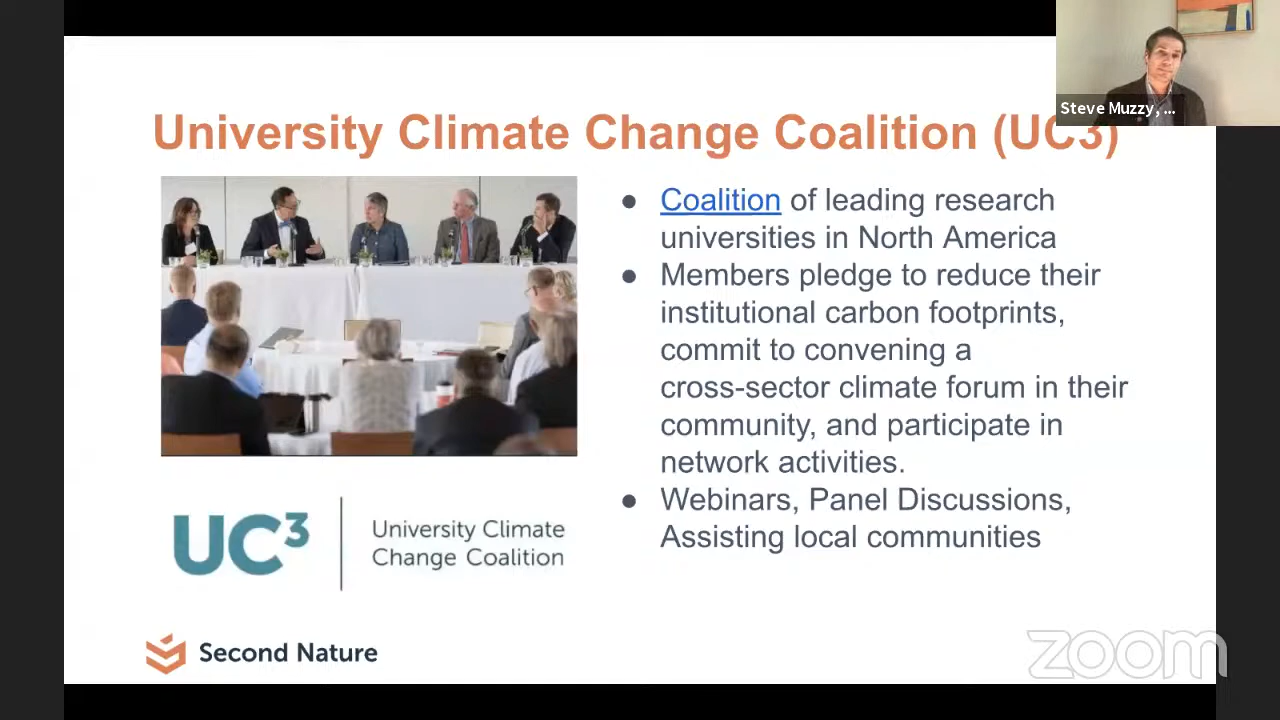 Steve Muzzy, ...
University Climate Change Coalition (UC3)
● Coalition of leading research
universities in North America
● Members pledge to reduce their
institutional carbon footprints,
commit to convening a
cross-sector climate forum in their
community, and participate in
network activities.
● Webinars, Panel Discussions,
Assisting local communities
UC³
University Climate
Change Coalition
Second Nature
zoom